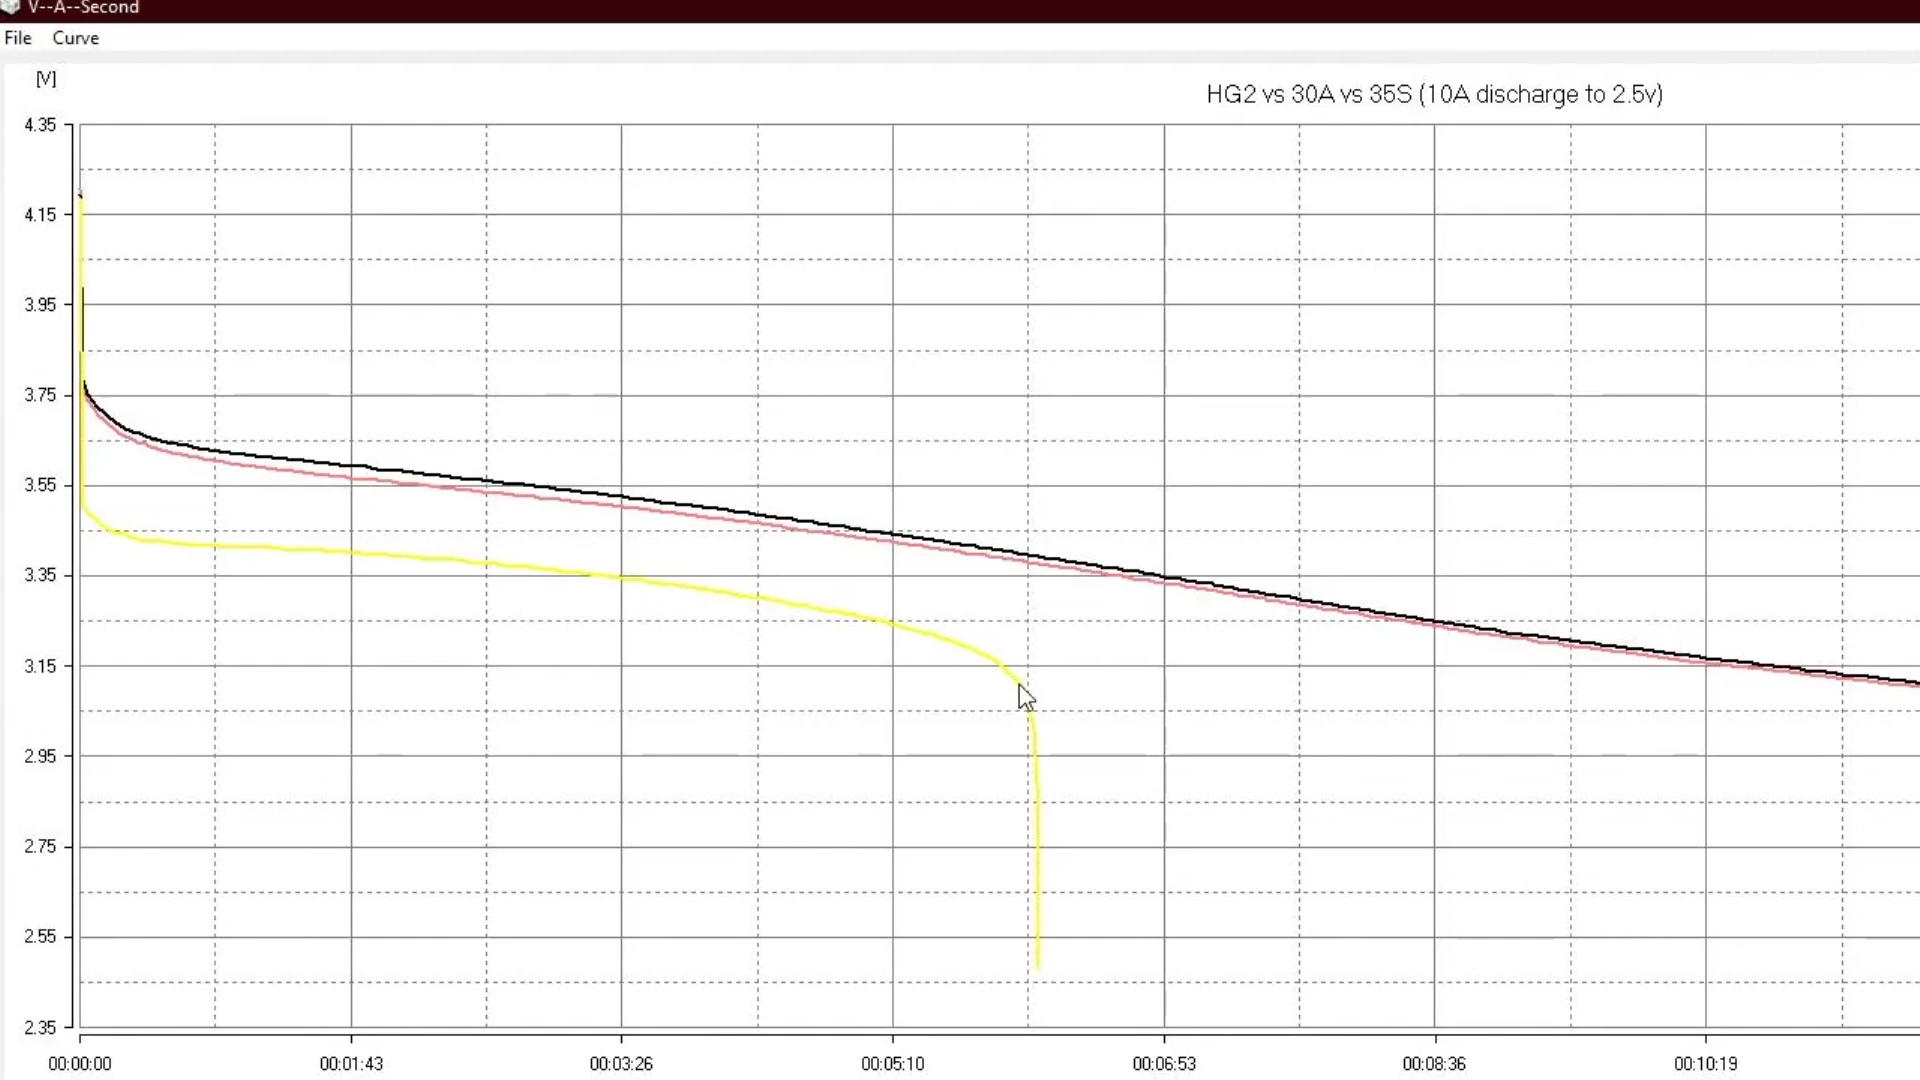 V--A--Second
File Curve
[V]
HG2 vs 30A vs 35S (10A discharge to 2.5v)
4.35
4.15
3.95
3.75
3.55
3.35
3.15
2.95
2.75
2.55
2.35
00:00:00 00:01:43 00:03:26 00:05:10 00:06:53 00:08:36 00:10:19